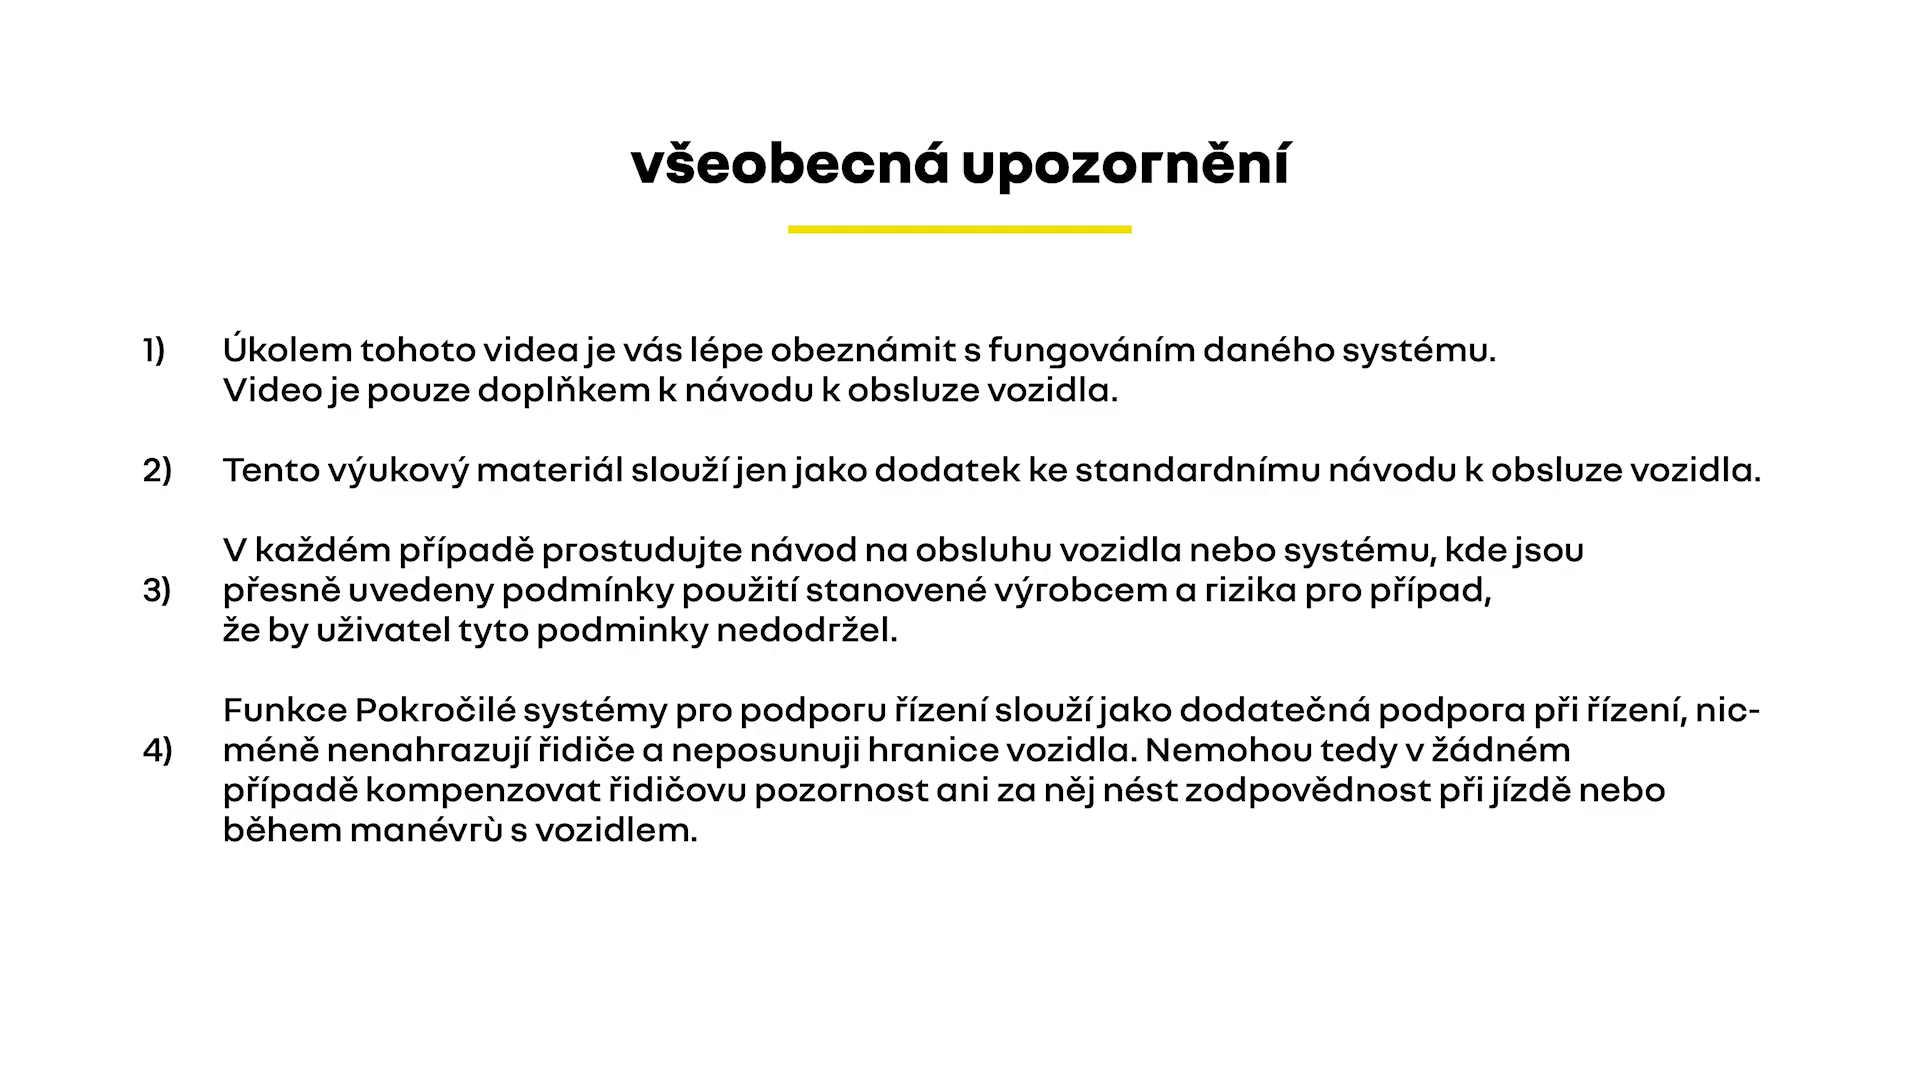 všeobecná upozornění
1) Úkolem tohoto videa je vás lépe obeznámit s fungováním daného systému.
Video je pouze doplňkem k návodu k obsluze vozidla.
2) Tento výukový materiál slouží jen jako dodatek ke standardnímu návodu k obsluze vozidla.
V každém případě prostudujte návod na obsluhu vozidla nebo systému, kde jsou
3) přesně uvedeny podmínky použití stanovené výrobcem a rizika pro případ,
že by uživatel tyto podminky nedodržel.
Funkce Pokročilé systémy pro podporu řízení slouží jako dodatečná podpora při řízení, nic-
4) méně nenahrazují řidiče a neposunuji hranice vozidla. Nemohou tedy v žádném
případě kompenzovat řidičovu pozornost ani za něj nést zodpovědnost při jízdě nebo
během manévrù s vozidlem.